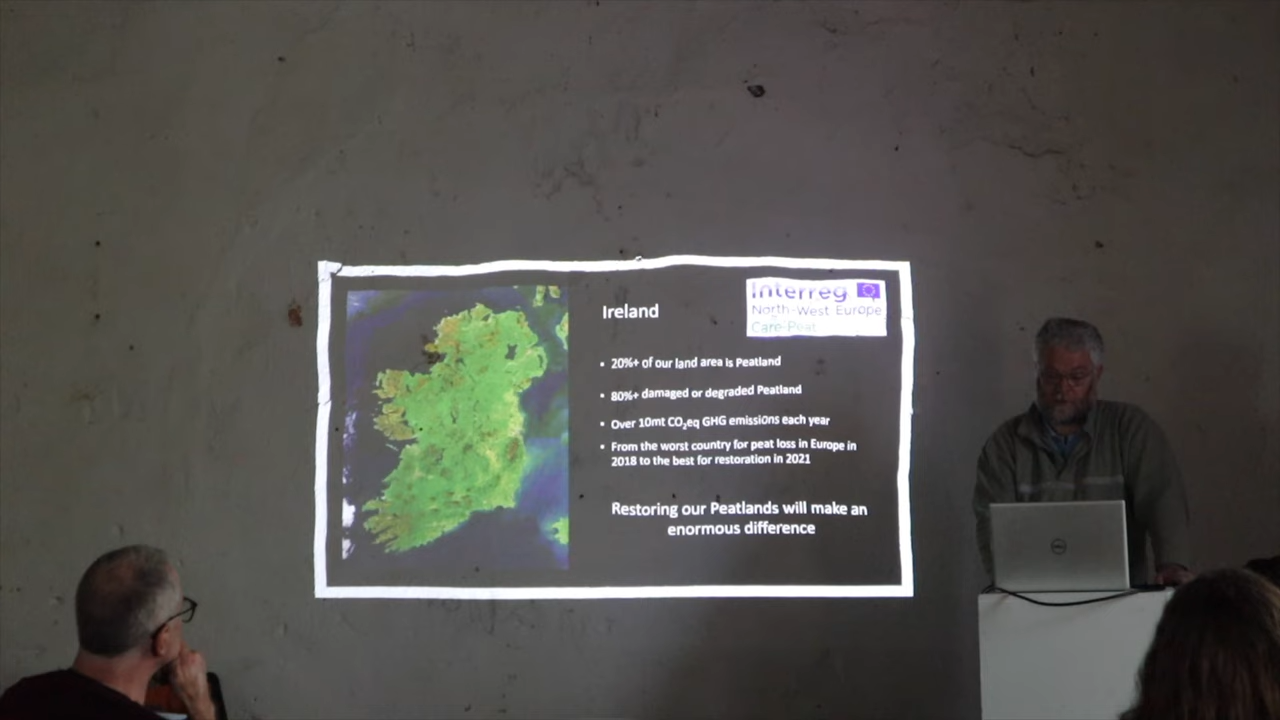 Ireland
Interreg
North-West Europe
Care-Peat
• 20%+ of our land area is Peatland
• 80%+ damaged or degraded Peatland
• Over 10mt CO₂eq GHG emissions each year
• From the worst country for peat loss in Europe in
2018 to the best for restoration in 2021
Restoring our Peatlands will make an
enormous difference
DELL